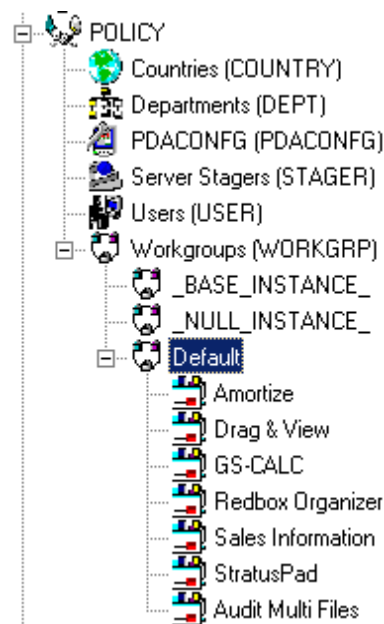 POLICY
Countries (COUNTRY)
Departments (DEPT)
PDACONFG (PDACONFG)
Server Stagers (STAGER)
Users (USER)
Workgroups (WORKGRP)
_BASE_INSTANCE_
_NULL_INSTANCE_
Default
Amortize
Drag & View
GS-CALC
Redbox Organizer
Sales Information
StratusPad
Audit Multi Files